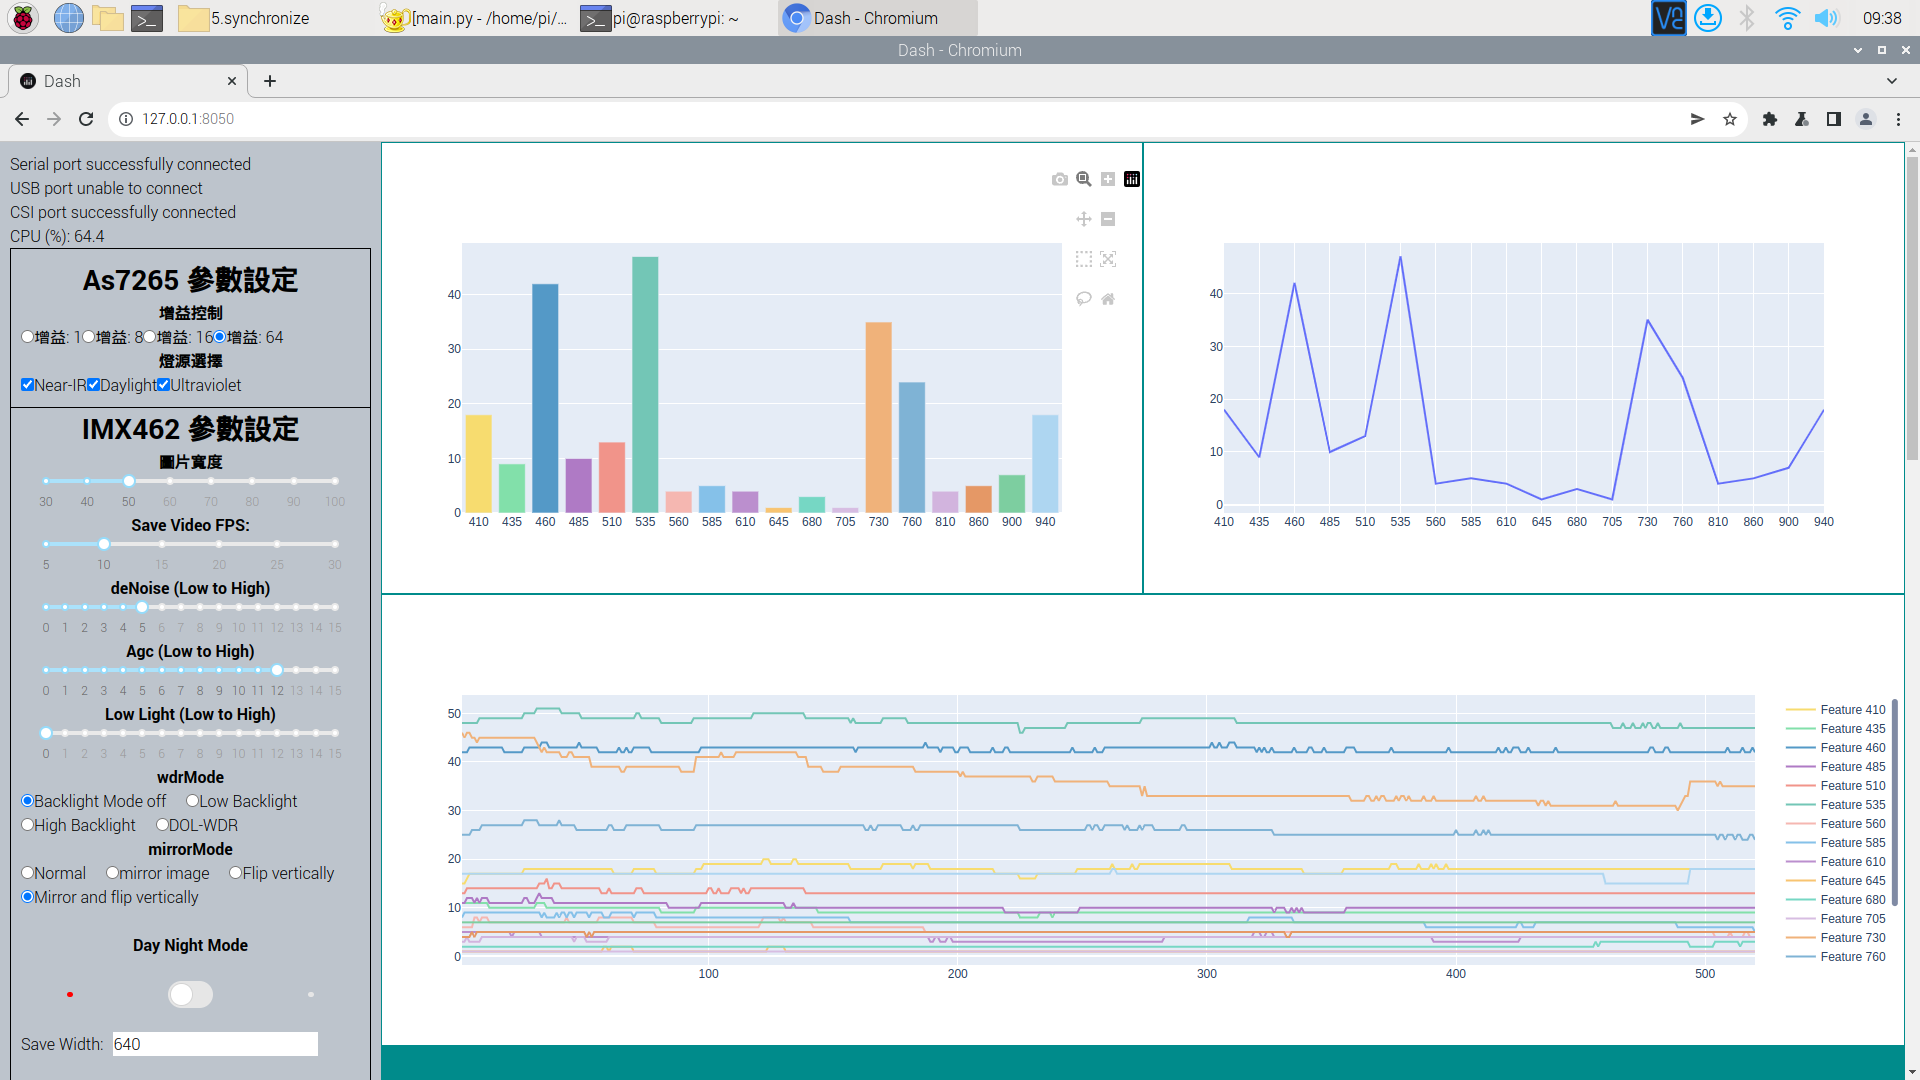 5.synchronize
[main.py - /home/pi/...
pi@raspberrypi: ~
Dash - Chromium
09:38
Dash - Chromium
Dash
127.0.0.1:8050
Serial port successfully connected
USB port unable to connect
CSI port successfully connected
CPU (%): 64.4
As7265 參數設定
增益控制
增益: 1 增益: 8 增益: 16 增益: 64
燈源選擇
Near-IR Daylight Ultraviolet
IMX462 參數設定
圖片寬度
30 40 50 60 70 80 90 100
Save Video FPS:
5 10 15 20 25 30
deNoise (Low to High)
0 1 2 3 4 5 6 7 8 9 10 11 12 13 14 15
Agc (Low to High)
0 1 2 3 4 5 6 7 8 9 10 11 12 13 14 15
Low Light (Low to High)
0 1 2 3 4 5 6 7 8 9 10 11 12 13 14 15
wdrMode
Backlight Mode off Low Backlight
High Backlight DOL-WDR
mirrorMode
Normal mirror image Flip vertically
Mirror and flip vertically
Day Night Mode
Save Width: 640
40
30
20
10
0
410 435 460 485 510 535 560 585 610 645 680 705 730 760 810 860 900 940
40
30
20
10
0
410 435 460 485 510 535 560 585 610 645 680 705 730 760 810 860 900 940
50
40
30
20
10
0
100 200 300 400 500
Feature 410
Feature 435
Feature 460
Feature 485
Feature 510
Feature 535
Feature 560
Feature 585
Feature 610
Feature 645
Feature 680
Feature 705
Feature 730
Feature 760